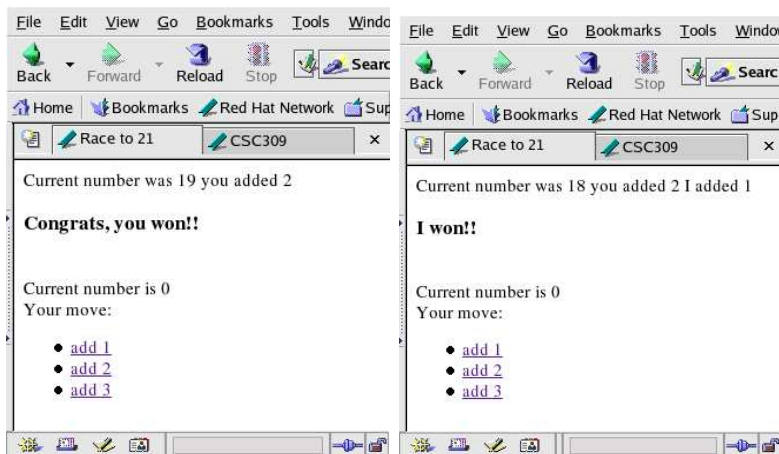 File Edit View Go Bookmarks Tools Windo
Back Forward Reload Stop Searc
Home Bookmarks Red Hat Network Sup
Race to 21 CSC309
Current number was 19 you added 2
Congrats, you won!!
Current number is 0
Your move:
add 1
add 2
add 3
File Edit View Go Bookmarks Tools Window
Back Forward Reload Stop Searc
Home Bookmarks Red Hat Network Sup
Race to 21 CSC309
Current number was 18 you added 2 I added 1
I won!!
Current number is 0
Your move:
add 1
add 2
add 3